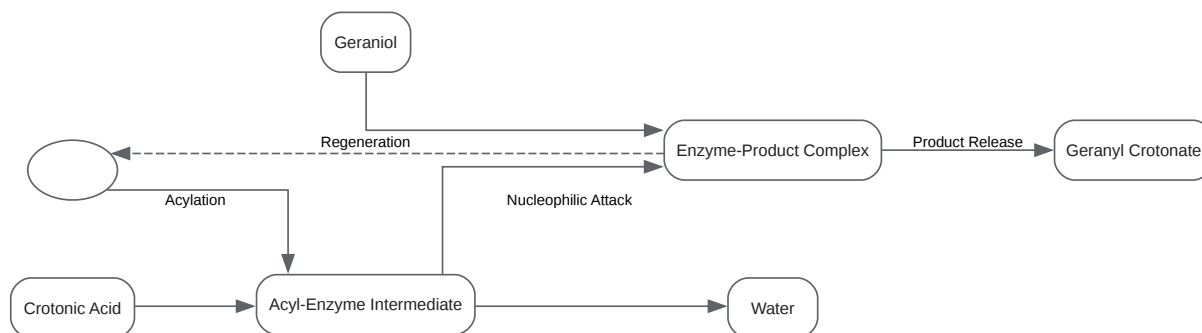 Geraniol
Regeneration
Enzyme-Product Complex
Product Release
Geranyl Crotonate
Acylation
Nucleophilic Attack
Crotonic Acid
Acyl-Enzyme Intermediate
Water